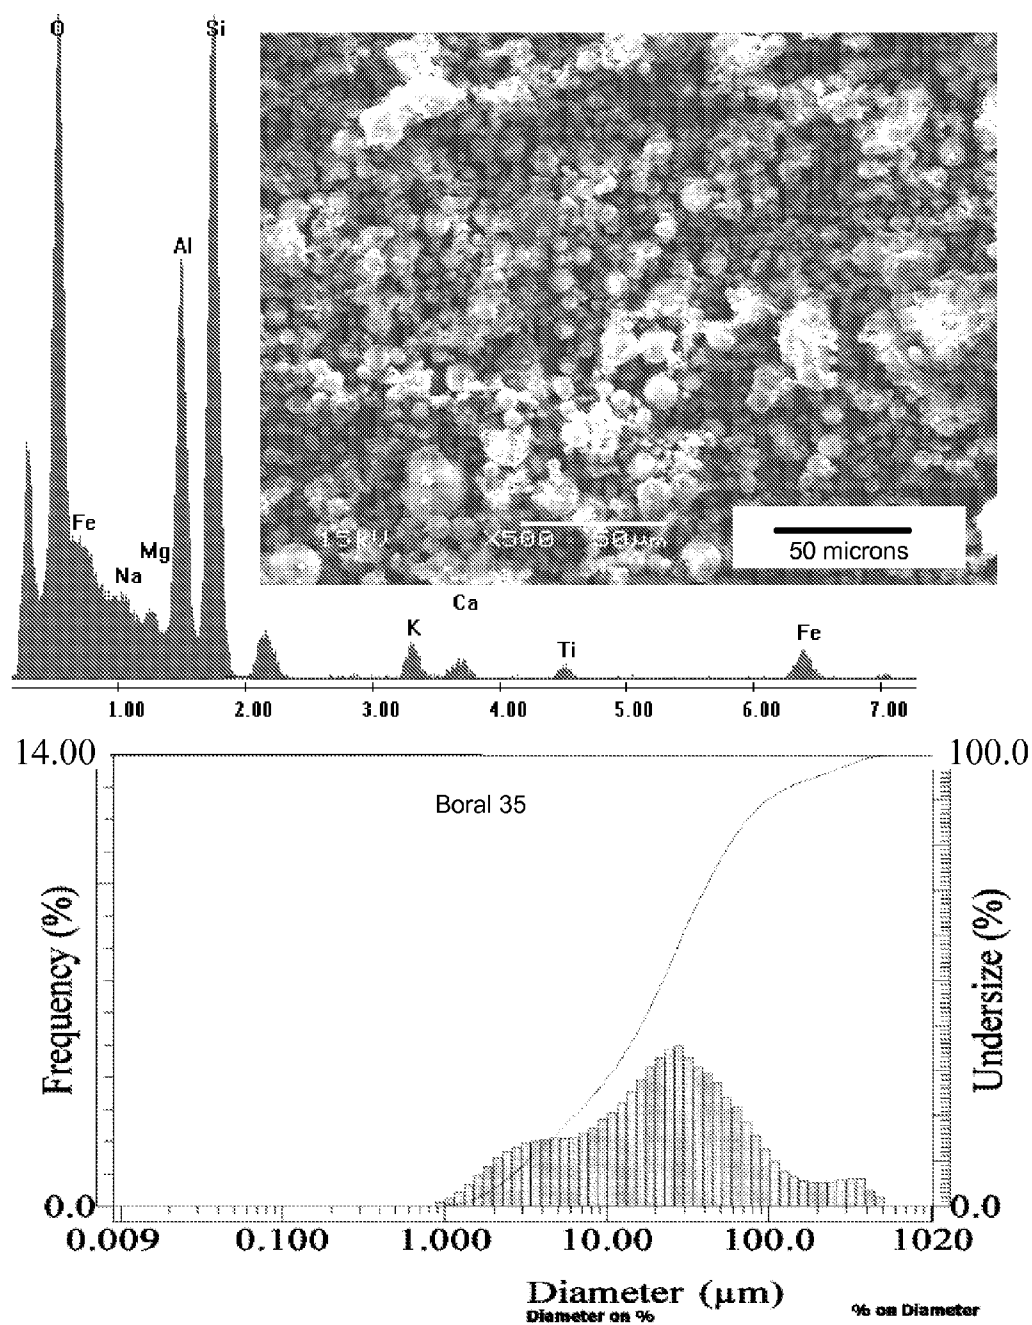 O
Si
Al
Fe
Mg
Na
15kU X500 50µm
50 microns
Ca
K
Ti
Fe
1.00 2.00 3.00 4.00 5.00 6.00 7.00
14.00 100.0
Boral 35
Frequency (%)
Undersize (%)
0.0 0.0
0.009 0.100 1.000 10.00 100.0 1020
Diameter (µm)
Diameter on % % on Diameter